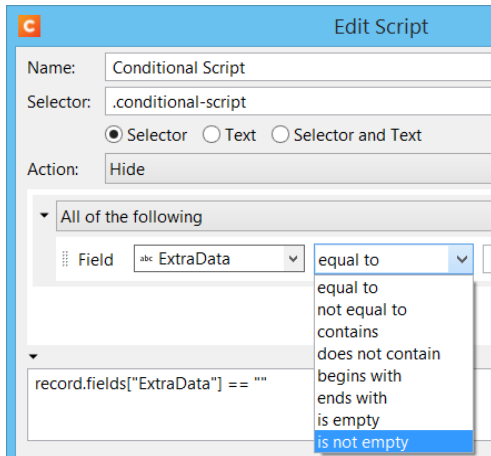 C
Edit Script
Name: Conditional Script
Selector: .conditional-script
Selector Text Selector and Text
Action: Hide
All of the following
Field abc ExtraData equal to
equal to
not equal to
contains
does not contain
begins with
ends with
is empty
is not empty
record.fields["ExtraData"] == ""